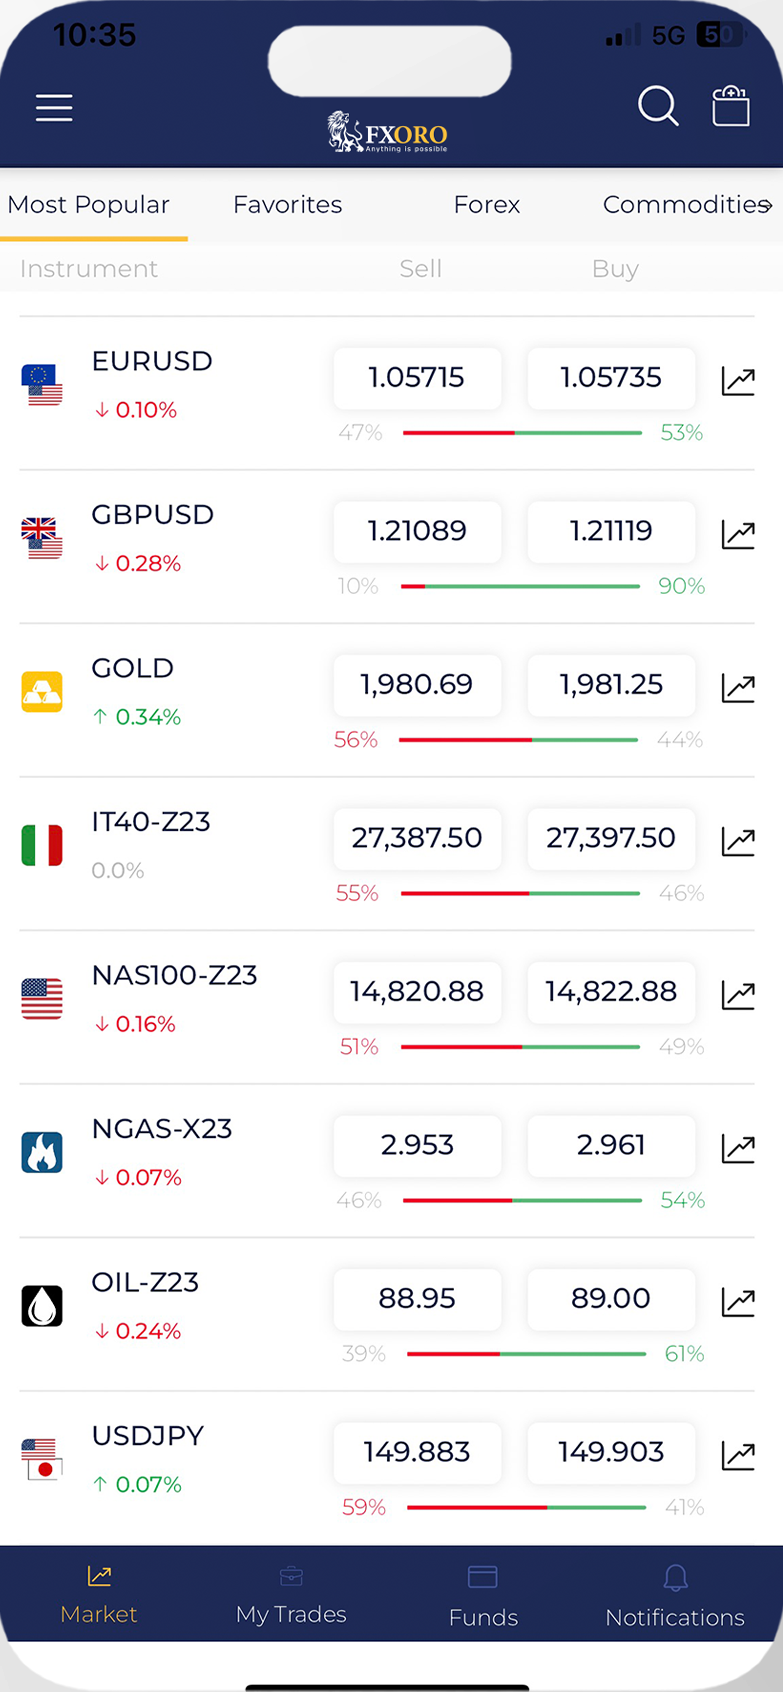 10:35 5G 50
FXORO
Anything is possible
Most Popular Favorites Forex Commodities
Instrument Sell Buy
EURUSD 1.05715 1.05735
↓ 0.10% 47% 53%
GBPUSD 1.21089 1.21119
↓ 0.28% 10% 90%
GOLD 1,980.69 1,981.25
↑ 0.34% 56% 44%
IT40-Z23 27,387.50 27,397.50
0.0% 55% 46%
NAS100-Z23 14,820.88 14,822.88
↓ 0.16% 51% 49%
NGAS-X23 2.953 2.961
↓ 0.07% 46% 54%
OIL-Z23 88.95 89.00
↓ 0.24% 39% 61%
USDJPY 149.883 149.903
↑ 0.07% 59% 41%
Market My Trades Funds Notifications